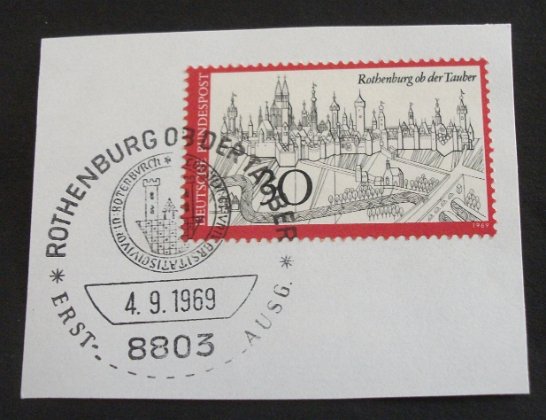 Rothenburg ob der Tauber
DEUTSCHE BUNDESPOST
30
1969
* ROTHENBURG OB DER TAUBER *
4.9.1969
ERST- AUSG.
8803